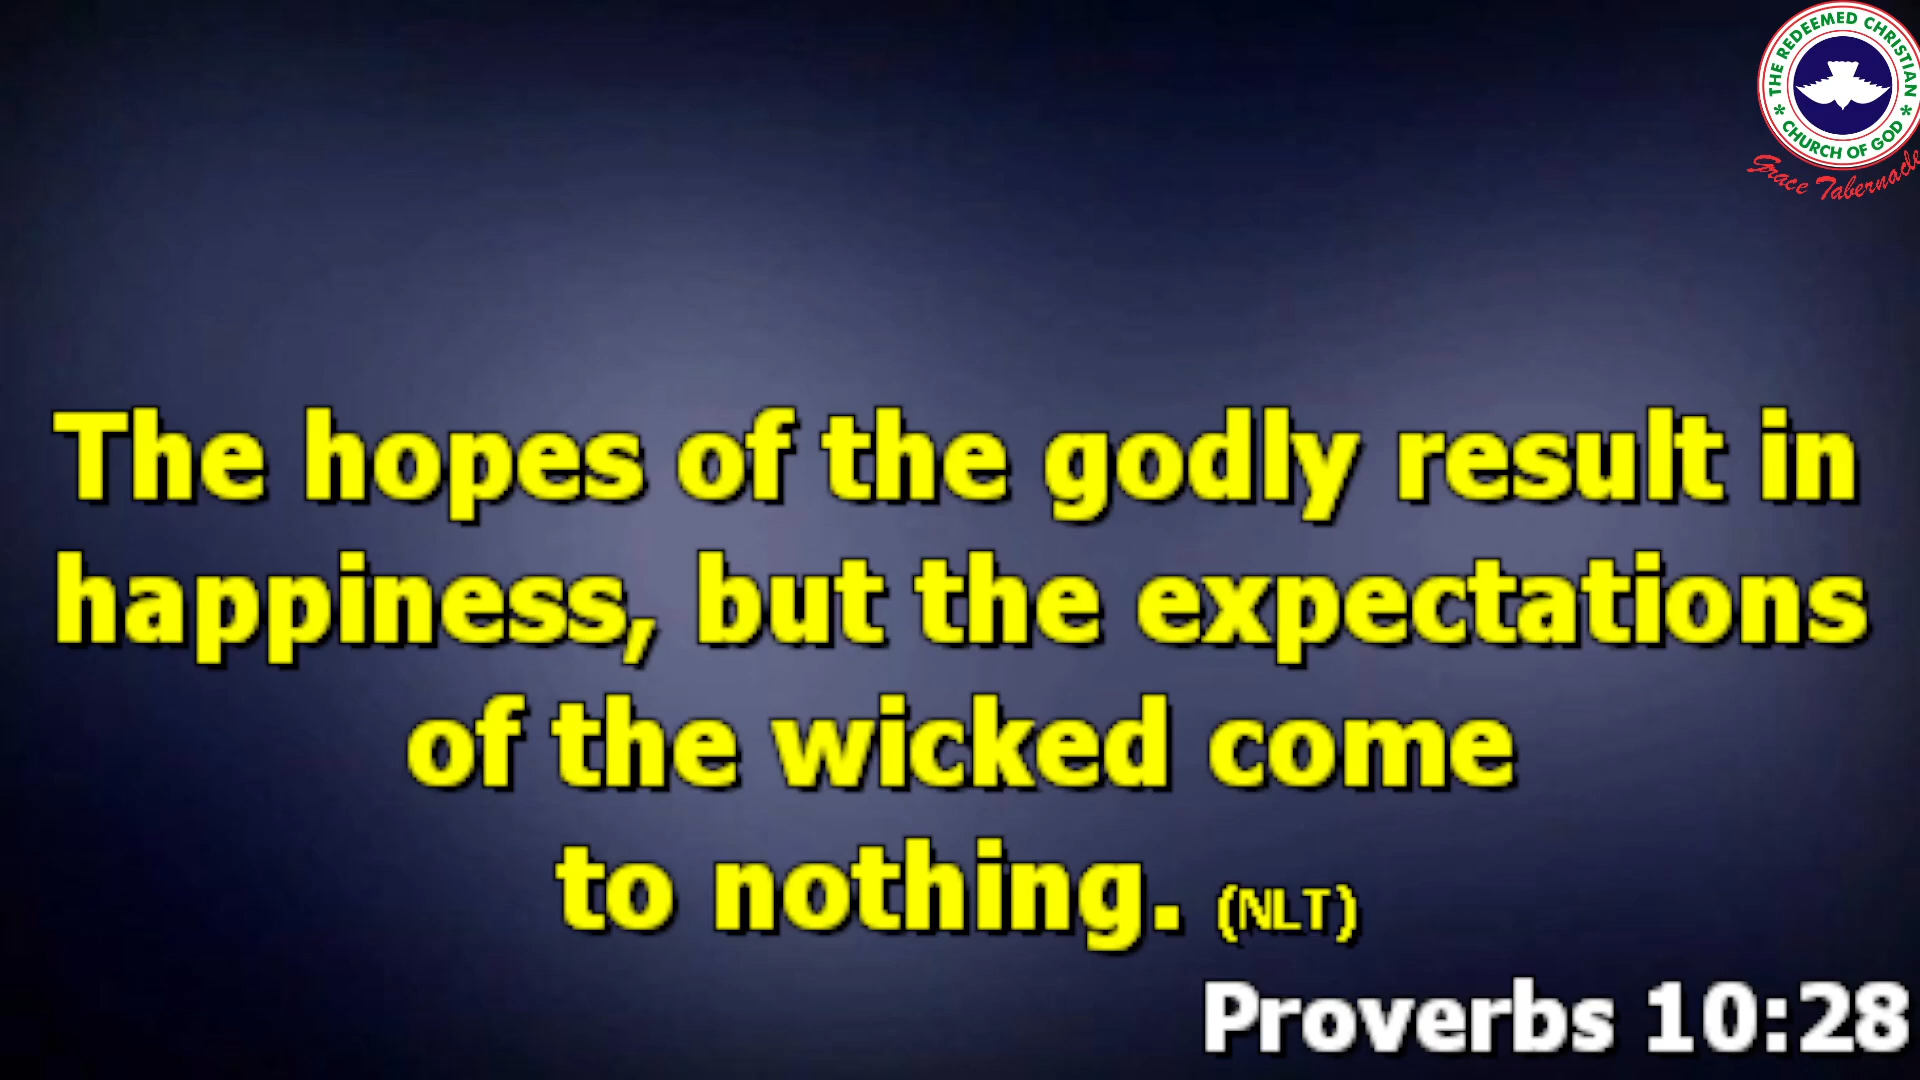 THE REDEEMED CHRISTIAN
* CHURCH OF GOD *
Grace Tabernacle
The hopes of the godly result in
happiness, but the expectations
of the wicked come
to nothing. (NLT)
Proverbs 10:28